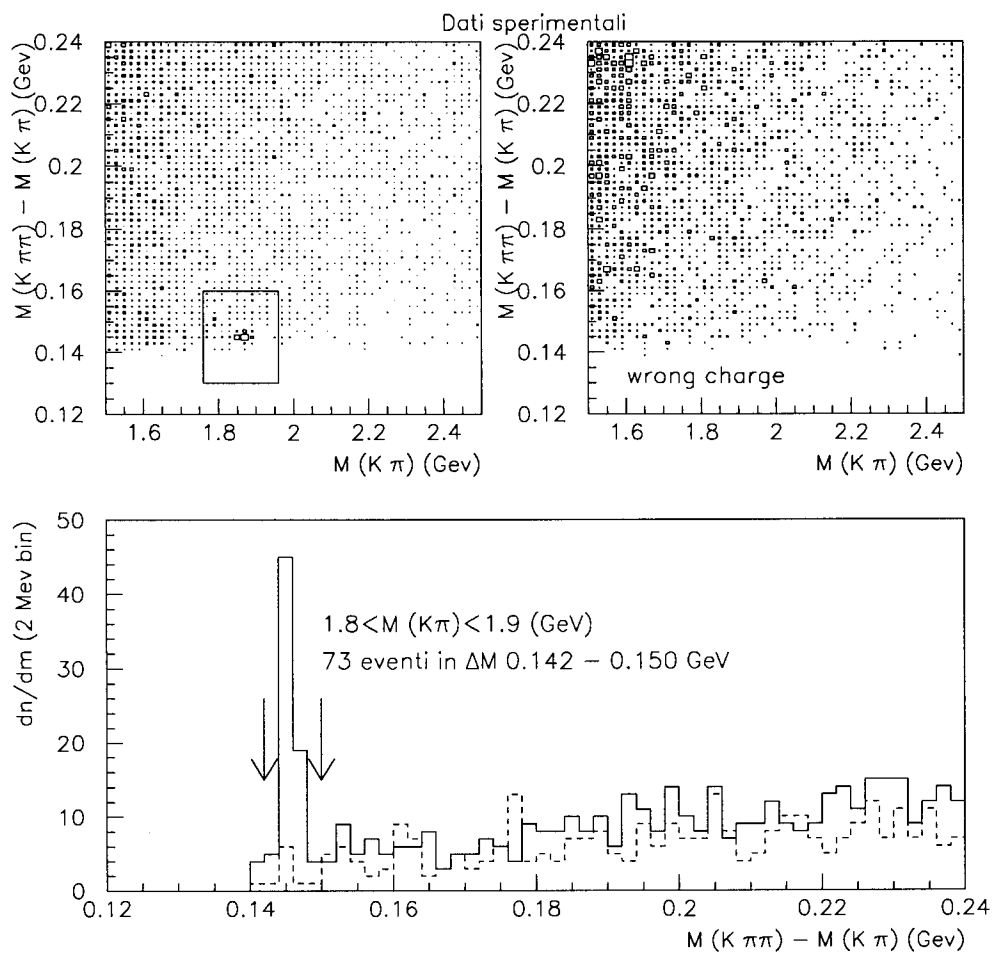 Dati sperimentali
M (K ππ) − M (K π) (Gev)
0.24
0.22
0.2
0.18
0.16
0.14
0.12
1.6 1.8 2 2.2 2.4
M (K π) (Gev)
M (K ππ) − M (K π) (Gev)
0.24
0.22
0.2
0.18
0.16
0.14
0.12
wrong charge
1.6 1.8 2 2.2 2.4
M (K π) (Gev)
dn/dm (2 Mev bin)
50
40
30
20
10
0
1.8<M (Kπ)<1.9 (GeV)
73 eventi in ΔM 0.142 − 0.150 GeV
0.12 0.14 0.16 0.18 0.2 0.22 0.24
M (K ππ) − M (K π) (Gev)